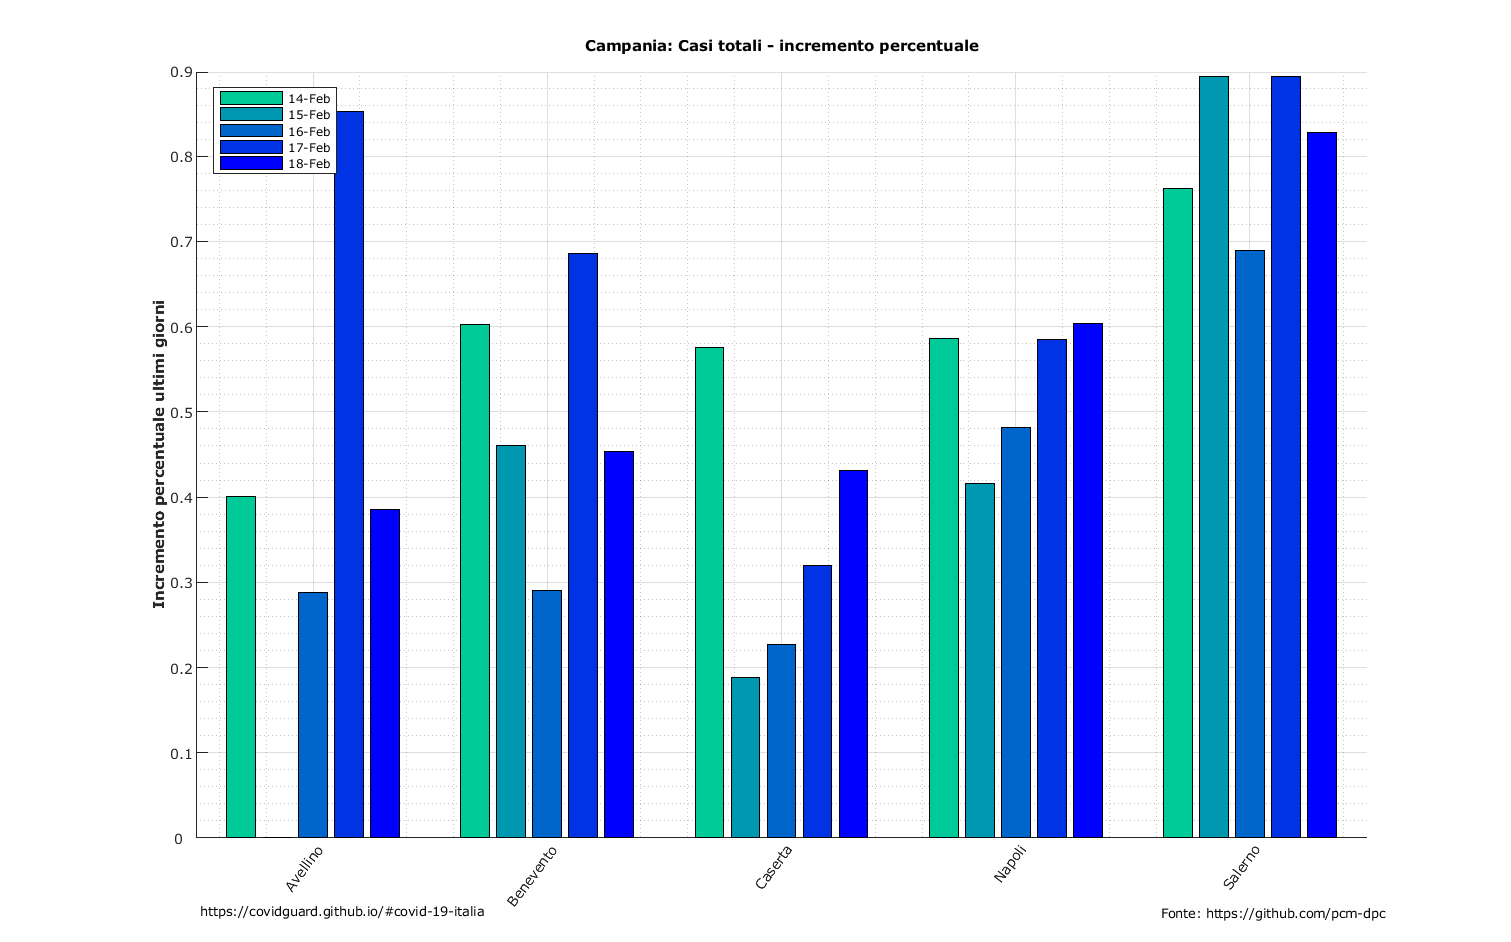 Campania: Casi totali - incremento percentuale
0.9
0.8
0.7
0.6
0.5
0.4
0.3
0.2
0.1
0
Incremento percentuale ultimi giorni
14-Feb
15-Feb
16-Feb
17-Feb
18-Feb
Avellino
Benevento
Caserta
Napoli
Salerno
https://covidguard.github.io/#covid-19-italia
Fonte: https://github.com/pcm-dpc